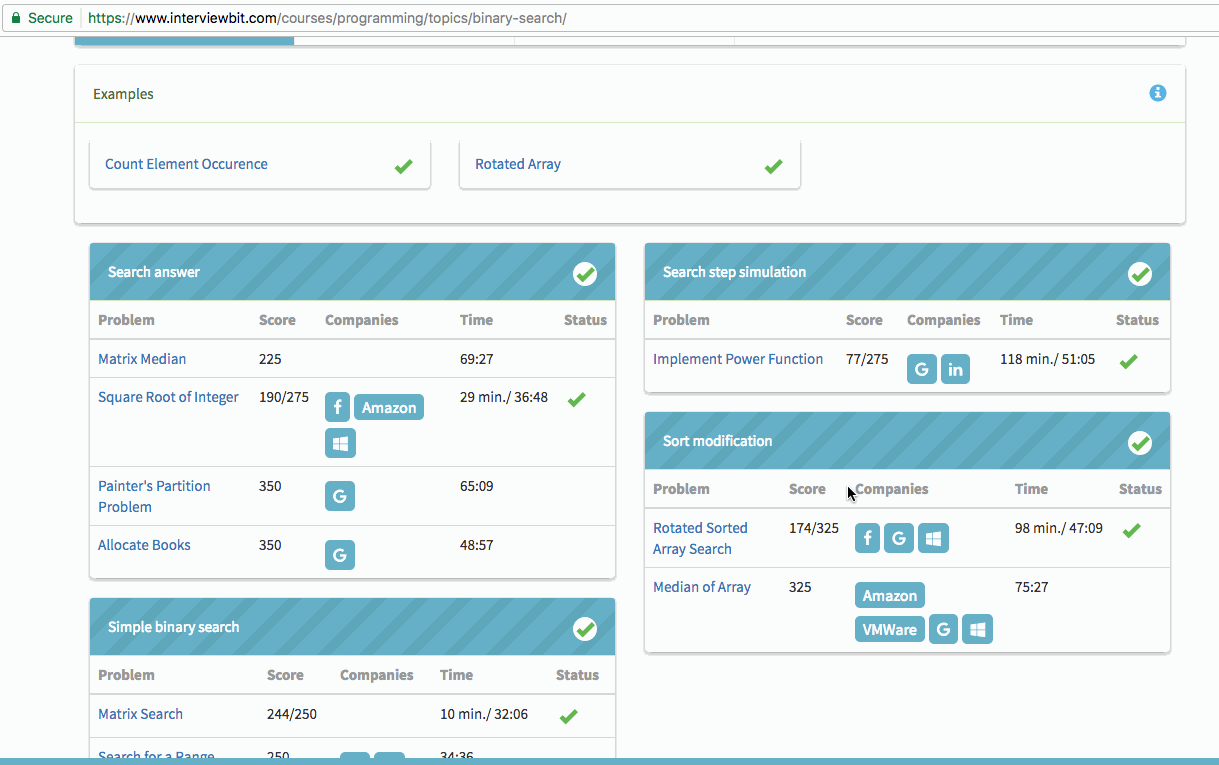 Secure https://www.interviewbit.com/courses/programming/topics/binary-search/
Examples
Count Element Occurence
Rotated Array
Search answer
Problem Score Companies Time Status
Matrix Median 225 69:27
Square Root of Integer 190/275 f Amazon 29 min./ 36:48
Painter's Partition
Problem 350 G 65:09
Allocate Books 350 G 48:57
Simple binary search
Problem Score Companies Time Status
Matrix Search 244/250 10 min./ 32:06
Search for a Range 250 34:36
Search step simulation
Problem Score Companies Time Status
Implement Power Function 77/275 G in 118 min./ 51:05
Sort modification
Problem Score Companies Time Status
Rotated Sorted
Array Search 174/325 f G 98 min./ 47:09
Median of Array 325 Amazon 75:27
VMWare G